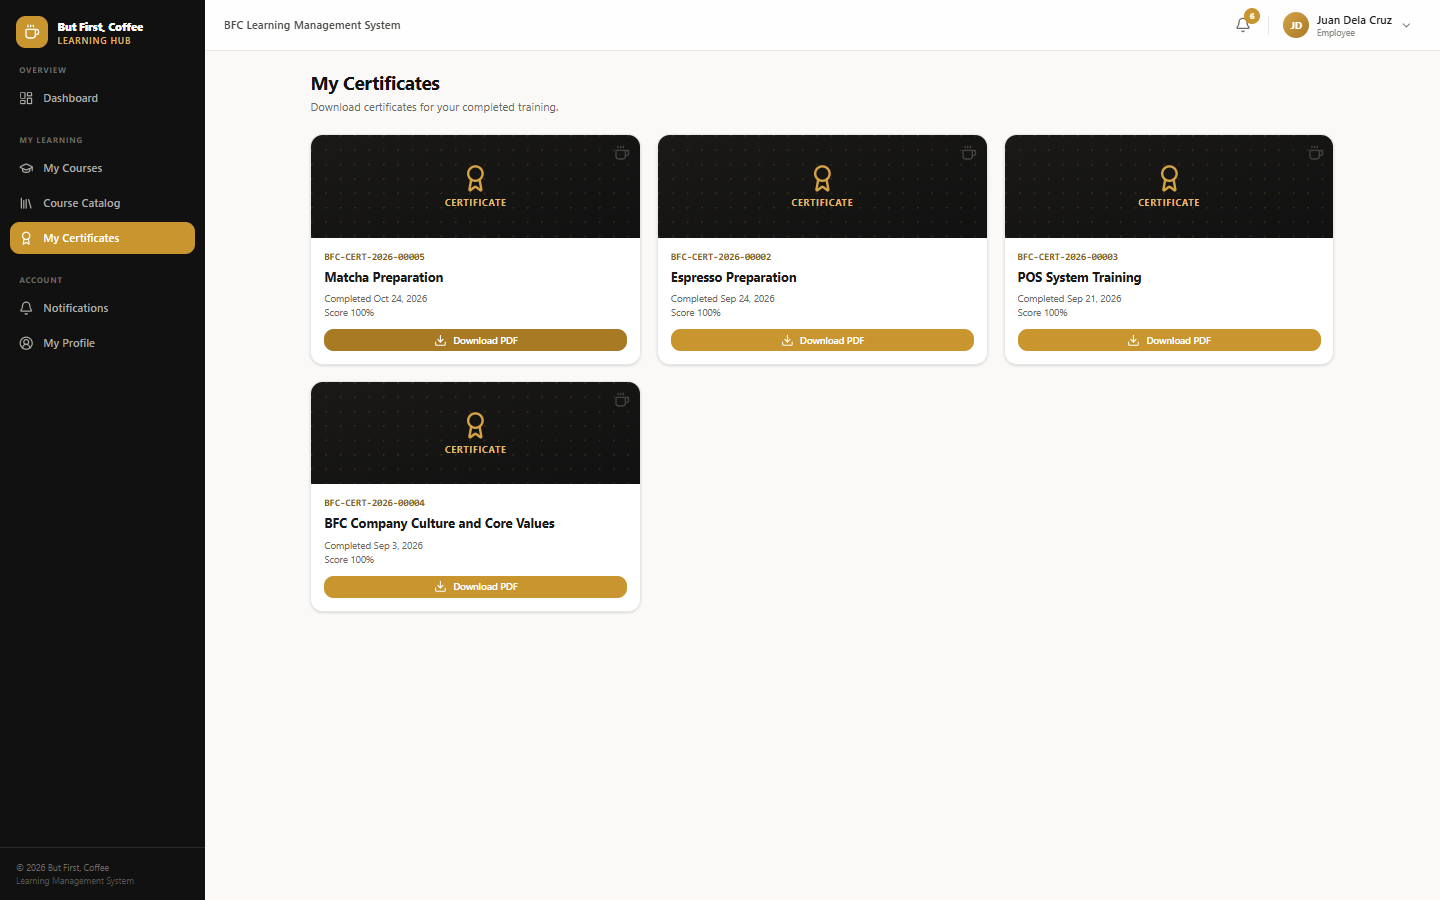 But First, Coffee
LEARNING HUB
OVERVIEW
Dashboard
MY LEARNING
My Courses
Course Catalog
My Certificates
ACCOUNT
Notifications
My Profile
© 2026 But First, Coffee
Learning Management System
BFC Learning Management System
6
JD
Juan Dela Cruz
Employee
My Certificates
Download certificates for your completed training.
CERTIFICATE
BFC-CERT-2026-00005
Matcha Preparation
Completed Oct 24, 2026
Score 100%
Download PDF
CERTIFICATE
BFC-CERT-2026-00002
Espresso Preparation
Completed Sep 24, 2026
Score 100%
Download PDF
CERTIFICATE
BFC-CERT-2026-00003
POS System Training
Completed Sep 21, 2026
Score 100%
Download PDF
CERTIFICATE
BFC-CERT-2026-00004
BFC Company Culture and Core Values
Completed Sep 3, 2026
Score 100%
Download PDF